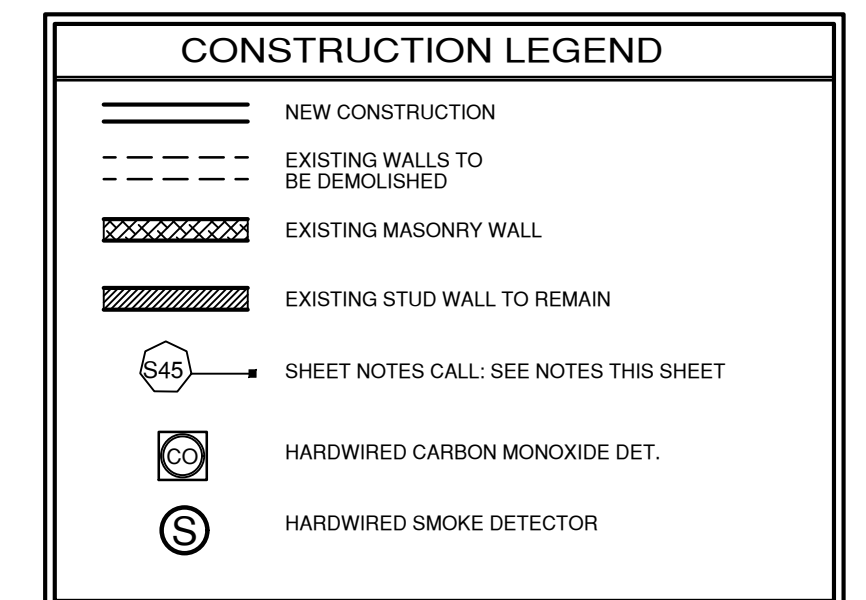 CONSTRUCTION LEGEND
NEW CONSTRUCTION
EXISTING WALLS TO
BE DEMOLISHED
EXISTING MASONRY WALL
EXISTING STUD WALL TO REMAIN
S45 SHEET NOTES CALL: SEE NOTES THIS SHEET
CO HARDWIRED CARBON MONOXIDE DET.
S HARDWIRED SMOKE DETECTOR